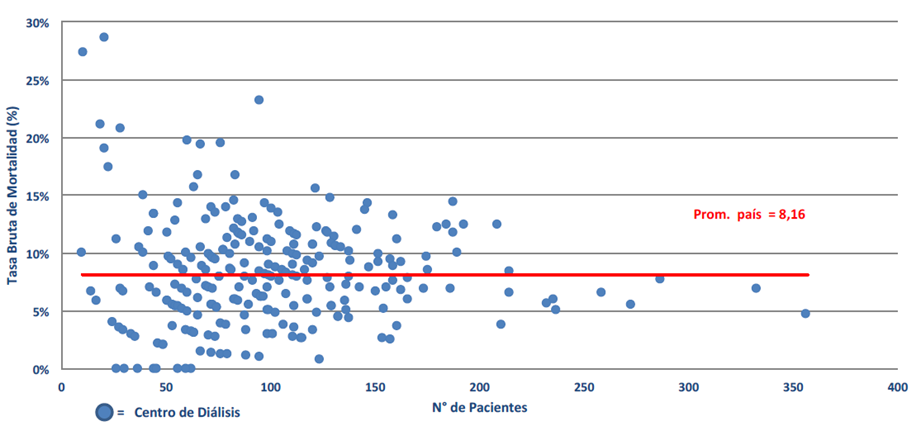 30%
25%
20%
15%
10%
5%
0%
Tasa Bruta de Mortalidad (%)
Prom. país = 8,16
0 50 100 150 200 250 300 350 400
N° de Pacientes
= Centro de Diálisis